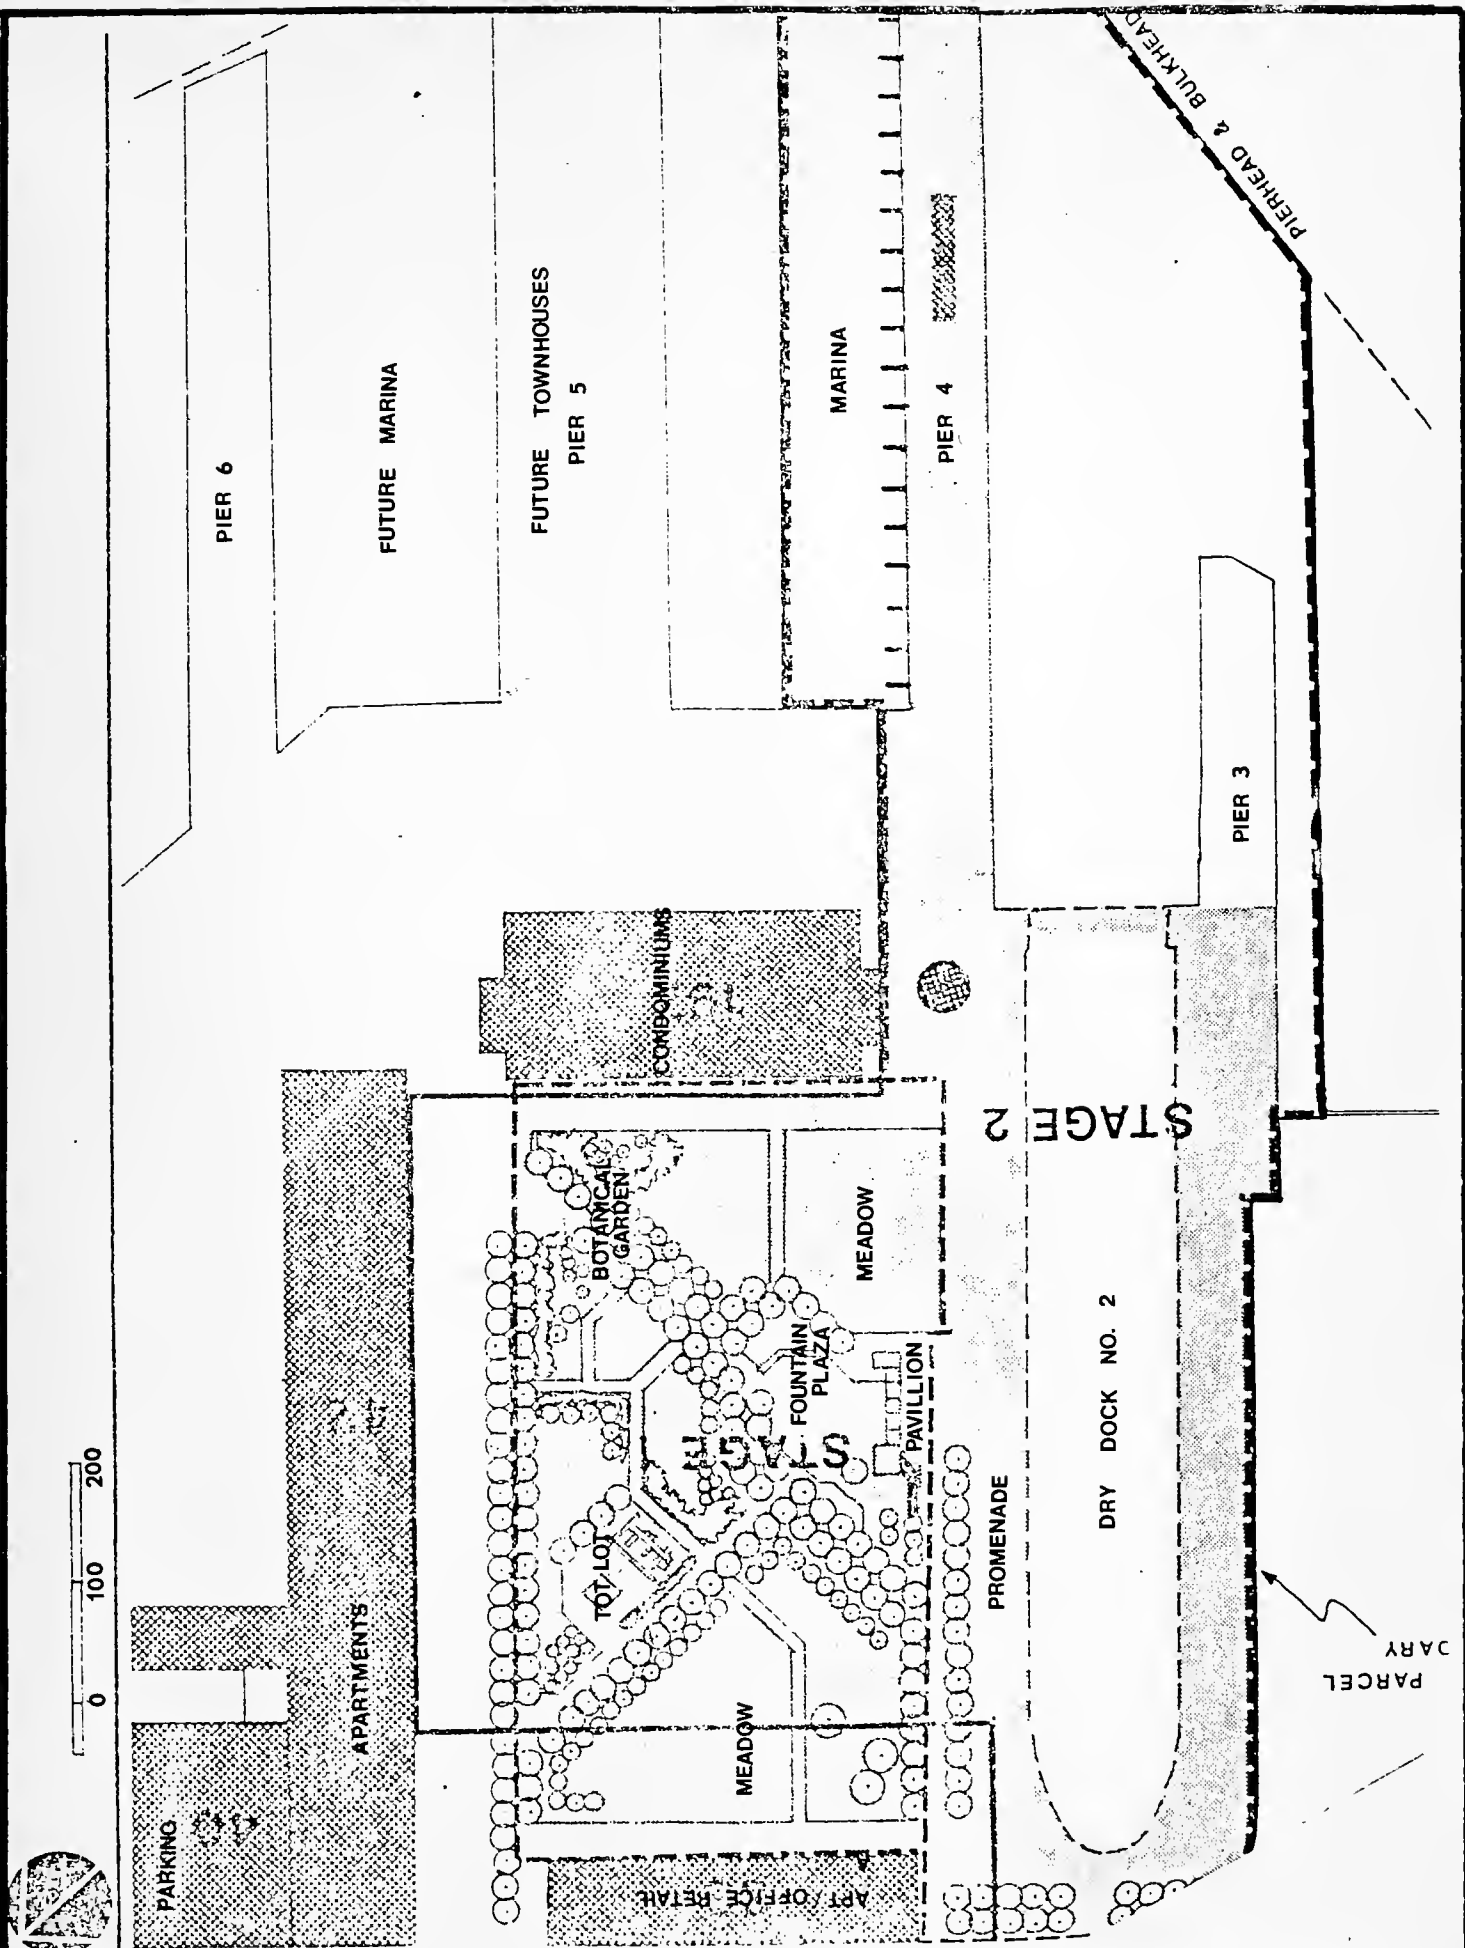 PIERHEAD & BULKHEAD
PIER 6
FUTURE MARINA
FUTURE TOWNHOUSES
PIER 5
MARINA
PIER 4
PIER 3
CONDOMINIUMS
STAGE 2
BOTANICAL
GARDEN
MEADOW
FOUNTAIN
PLAZA
PAVILLION
STAGE
DRY DOCK NO. 2
PROMENADE
TOT LOT
0 100 200
APARTMENTS
MEADOW
PARKING
APT/OFFICE RETAIL
PARCEL
DARY